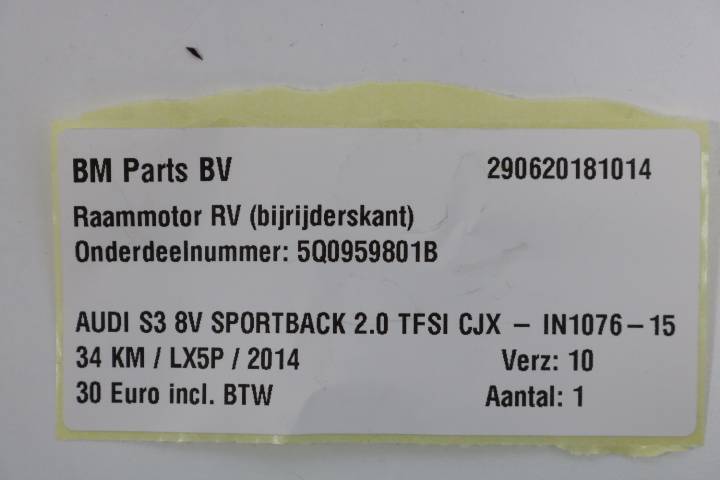 BM Parts BV 290620181014
Raammotor RV (bijrijderskant)
Onderdeelnummer: 5Q0959801B
AUDI S3 8V SPORTBACK 2.0 TFSI CJX – IN1076–15
34 KM / LX5P / 2014 Verz: 10
30 Euro incl. BTW Aantal: 1